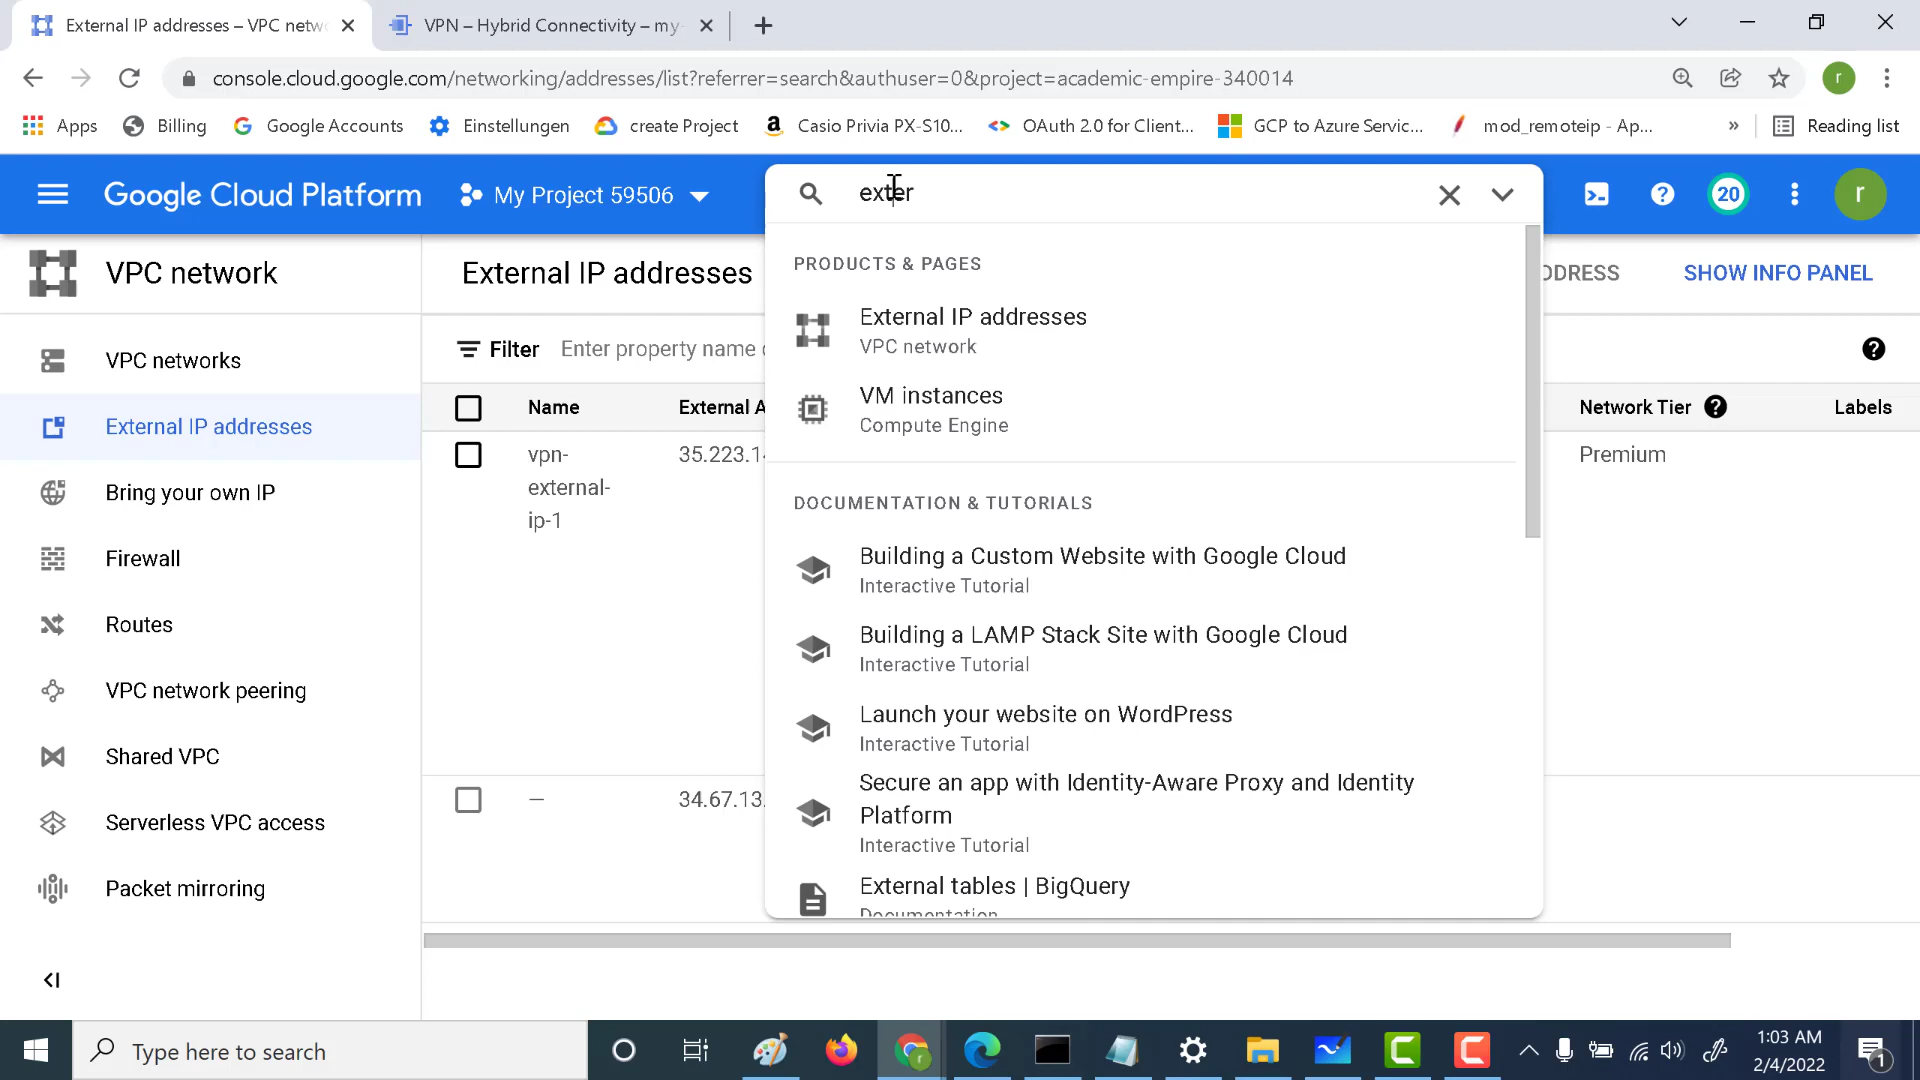 External IP addresses – VPC netw
VPN – Hybrid Connectivity – my
console.cloud.google.com/networking/addresses/list?referrer=search&authuser=0&project=academic-empire-340014
r
Apps
Billing
Google Accounts
Einstellungen
create Project
Casio Privia PX-S10...
OAuth 2.0 for Client...
GCP to Azure Servic...
mod_remoteip - Ap...
»
Reading list
Google Cloud Platform
My Project 59506
exter
20
r
VPC network
External IP addresses
DDRESS
SHOW INFO PANEL
PRODUCTS & PAGES
External IP addresses
VPC network
VM instances
Compute Engine
DOCUMENTATION & TUTORIALS
Building a Custom Website with Google Cloud
Interactive Tutorial
Building a LAMP Stack Site with Google Cloud
Interactive Tutorial
Launch your website on WordPress
Interactive Tutorial
Secure an app with Identity-Aware Proxy and Identity
Platform
Interactive Tutorial
External tables | BigQuery
Documentation
VPC networks
External IP addresses
Bring your own IP
Firewall
Routes
VPC network peering
Shared VPC
Serverless VPC access
Packet mirroring
Filter
Enter property name
Name
External A
Network Tier
Labels
vpn-
external-
ip-1
35.223.14
Premium
—
34.67.13.
Type here to search
1:03 AM
2/4/2022
1